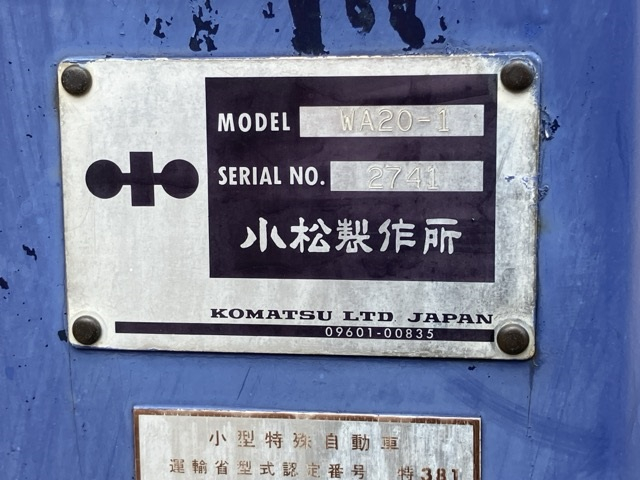 MODEL WA20-1
SERIAL NO. 2741
小松製作所
KOMATSU LTD. JAPAN
09601-00835
小型特殊自動車
運輸省型式認定番号 特381